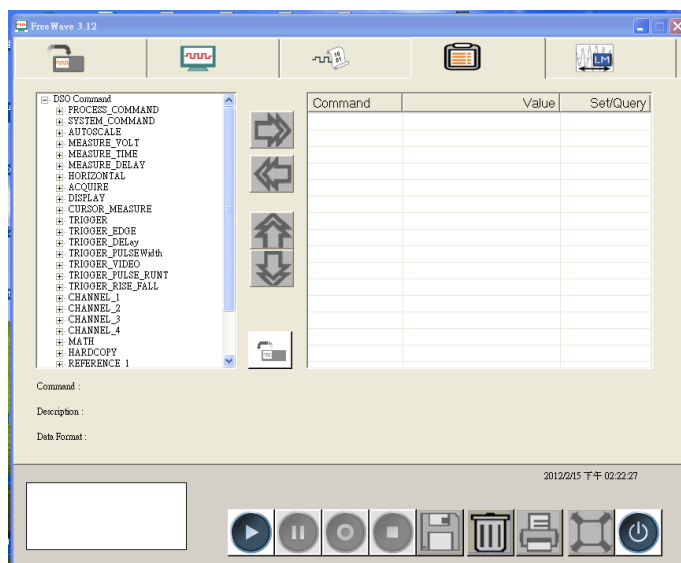 FreeWave 3.12
LM
DSO Command
PROCESS_COMMAND
SYSTEM_COMMAND
AUTOSCALE
MEASURE_VOLT
MEASURE_TIME
MEASURE_DELAY
HORIZONTAL
ACQUIRE
DISPLAY
CURSOR_MEASURE
TRIGGER
TRIGGER_EDGE
TRIGGER_DELay
TRIGGER_PULSEWidth
TRIGGER_VIDEO
TRIGGER_PULSE_RUNT
TRIGGER_RISE_FALL
CHANNEL_1
CHANNEL_2
CHANNEL_3
CHANNEL_4
MATH
HARDCOPY
REFERENCE 1
Command Value Set/Query
Command :
Description :
Data Format :
2012/2/15 下午 02:22:27